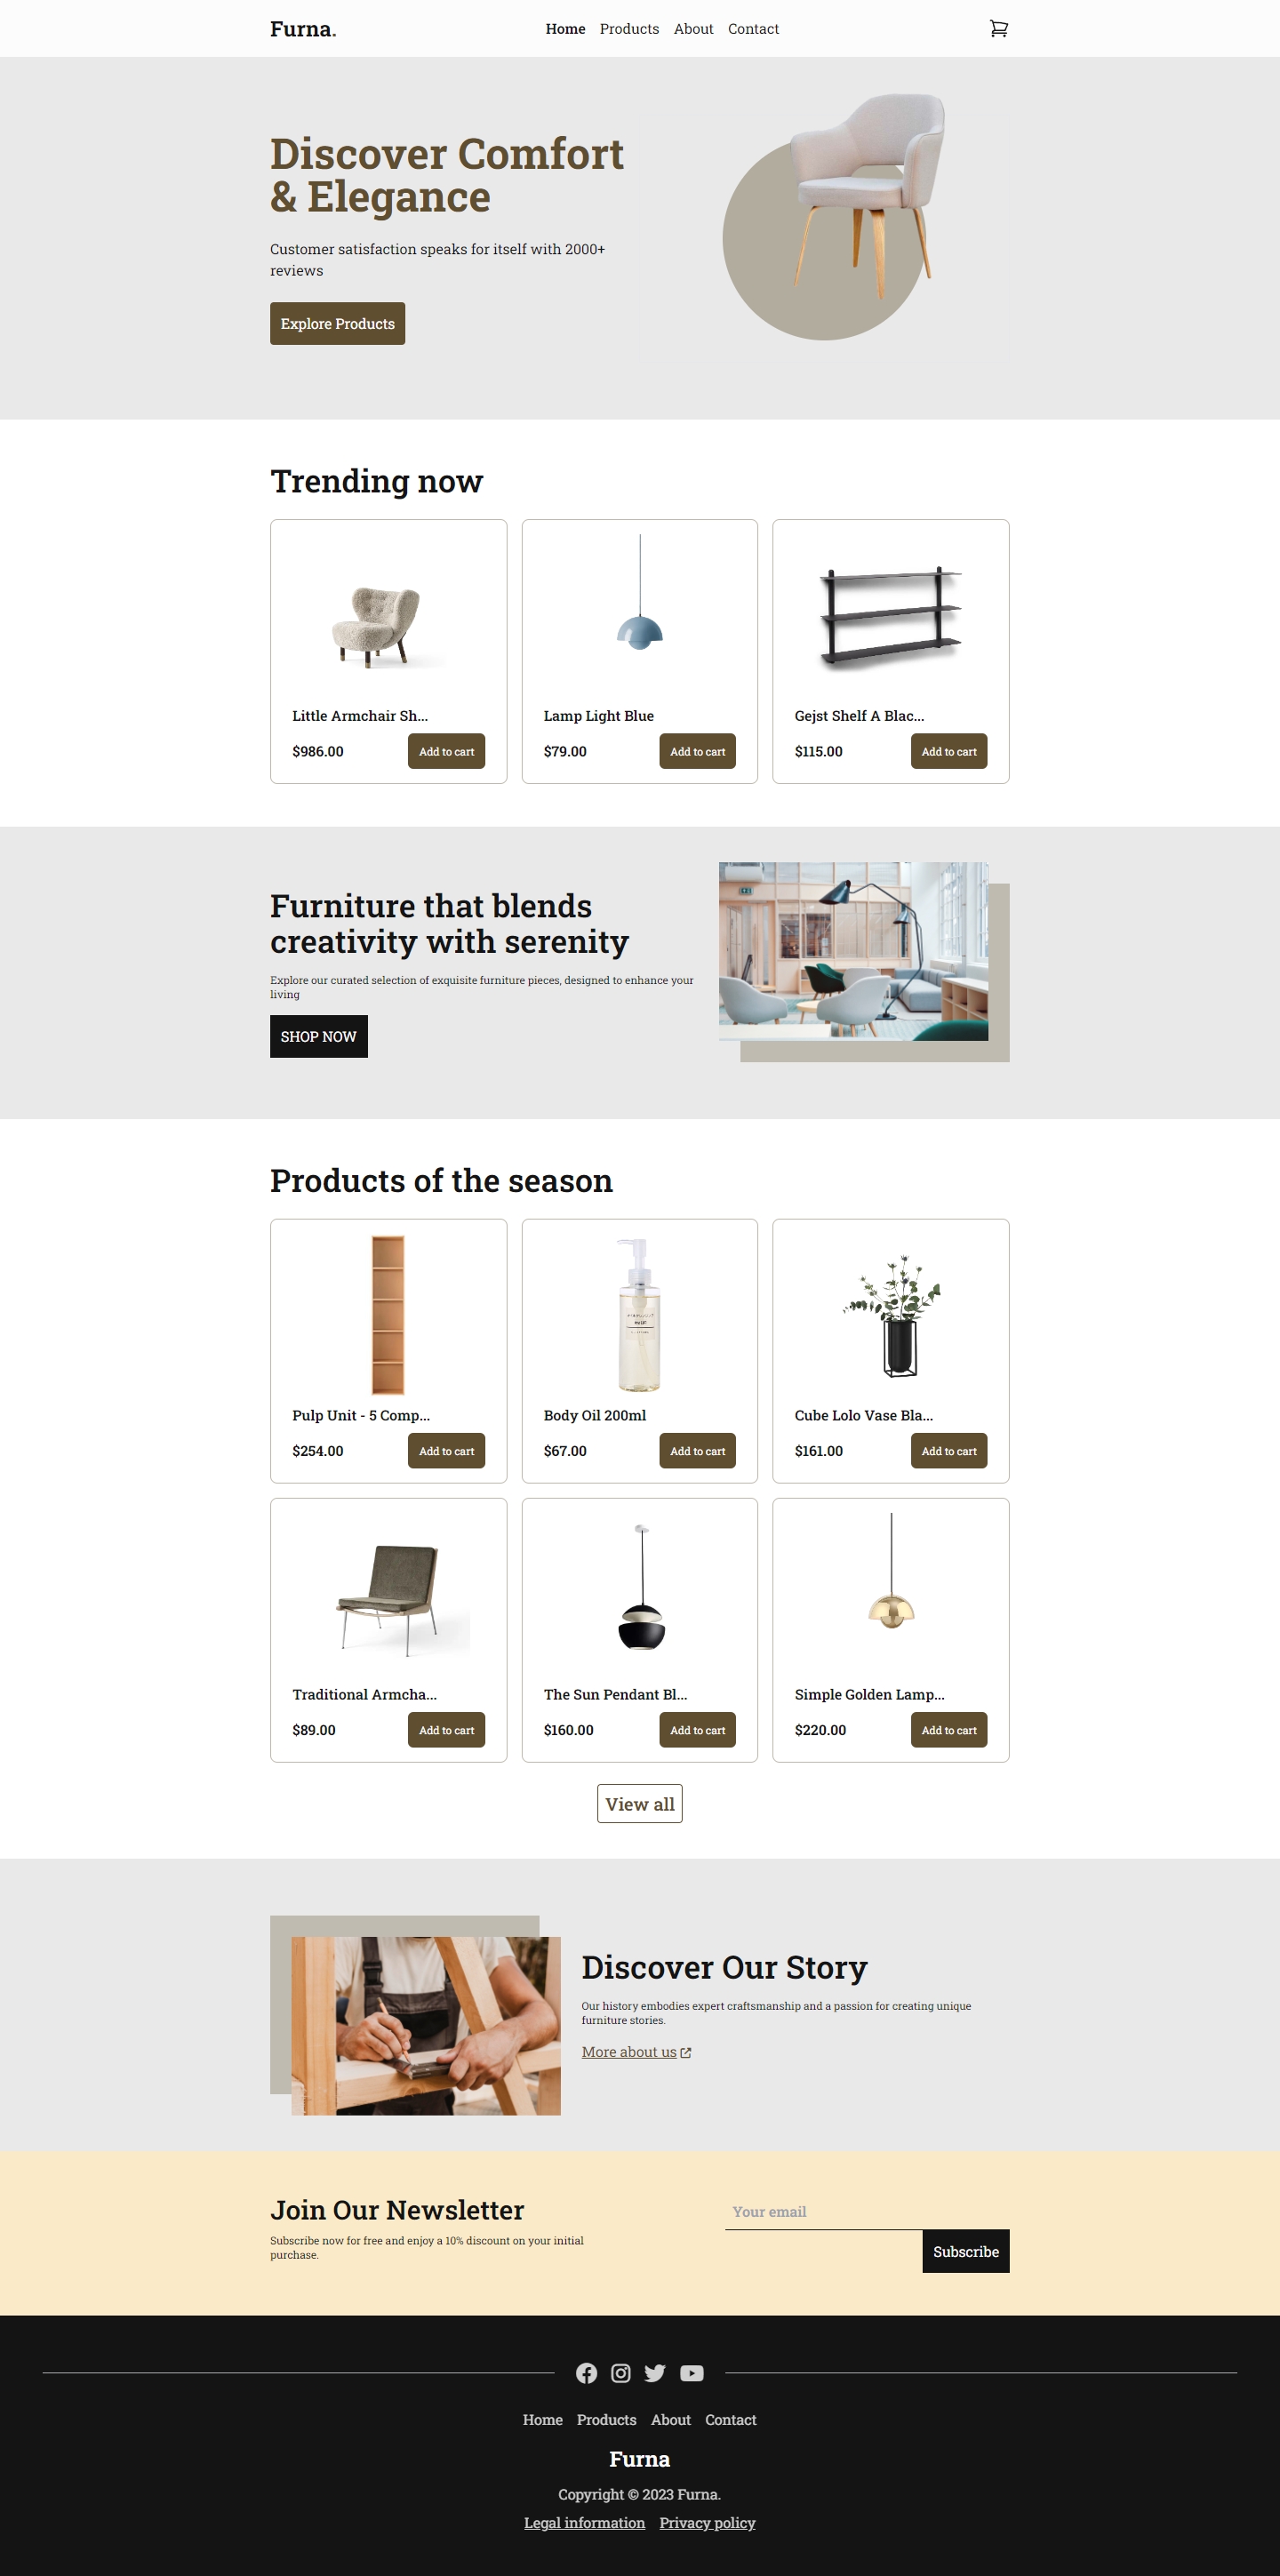 Furna.
Home Products About Contact
Discover Comfort
& Elegance
Customer satisfaction speaks for itself with 2000+
reviews
Explore Products
Trending now
Little Armchair Sh...
$986.00 Add to cart
Lamp Light Blue
$79.00 Add to cart
Gejst Shelf A Blac...
$115.00 Add to cart
Furniture that blends
creativity with serenity
Explore our curated selection of exquisite furniture pieces, designed to enhance your
living
SHOP NOW
Products of the season
Pulp Unit - 5 Comp...
$254.00 Add to cart
Body Oil 200ml
$67.00 Add to cart
Cube Lolo Vase Bla...
$161.00 Add to cart
Traditional Armcha...
$89.00 Add to cart
The Sun Pendant Bl...
$160.00 Add to cart
Simple Golden Lamp...
$220.00 Add to cart
View all
Discover Our Story
Our history embodies expert craftsmanship and a passion for creating unique
furniture stories.
More about us
Join Our Newsletter
Subscribe now for free and enjoy a 10% discount on your initial
purchase.
Your email
Subscribe
Home Products About Contact
Furna
Copyright © 2023 Furna.
Legal information Privacy policy